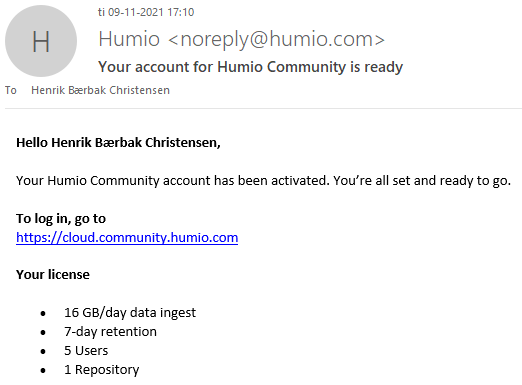 ti 09-11-2021 17:10
H
Humio <noreply@humio.com>
Your account for Humio Community is ready
To Henrik Bærbak Christensen
Hello Henrik Bærbak Christensen,
Your Humio Community account has been activated. You’re all set and ready to go.
To log in, go to
https://cloud.community.humio.com
Your license
• 16 GB/day data ingest
• 7-day retention
• 5 Users
• 1 Repository